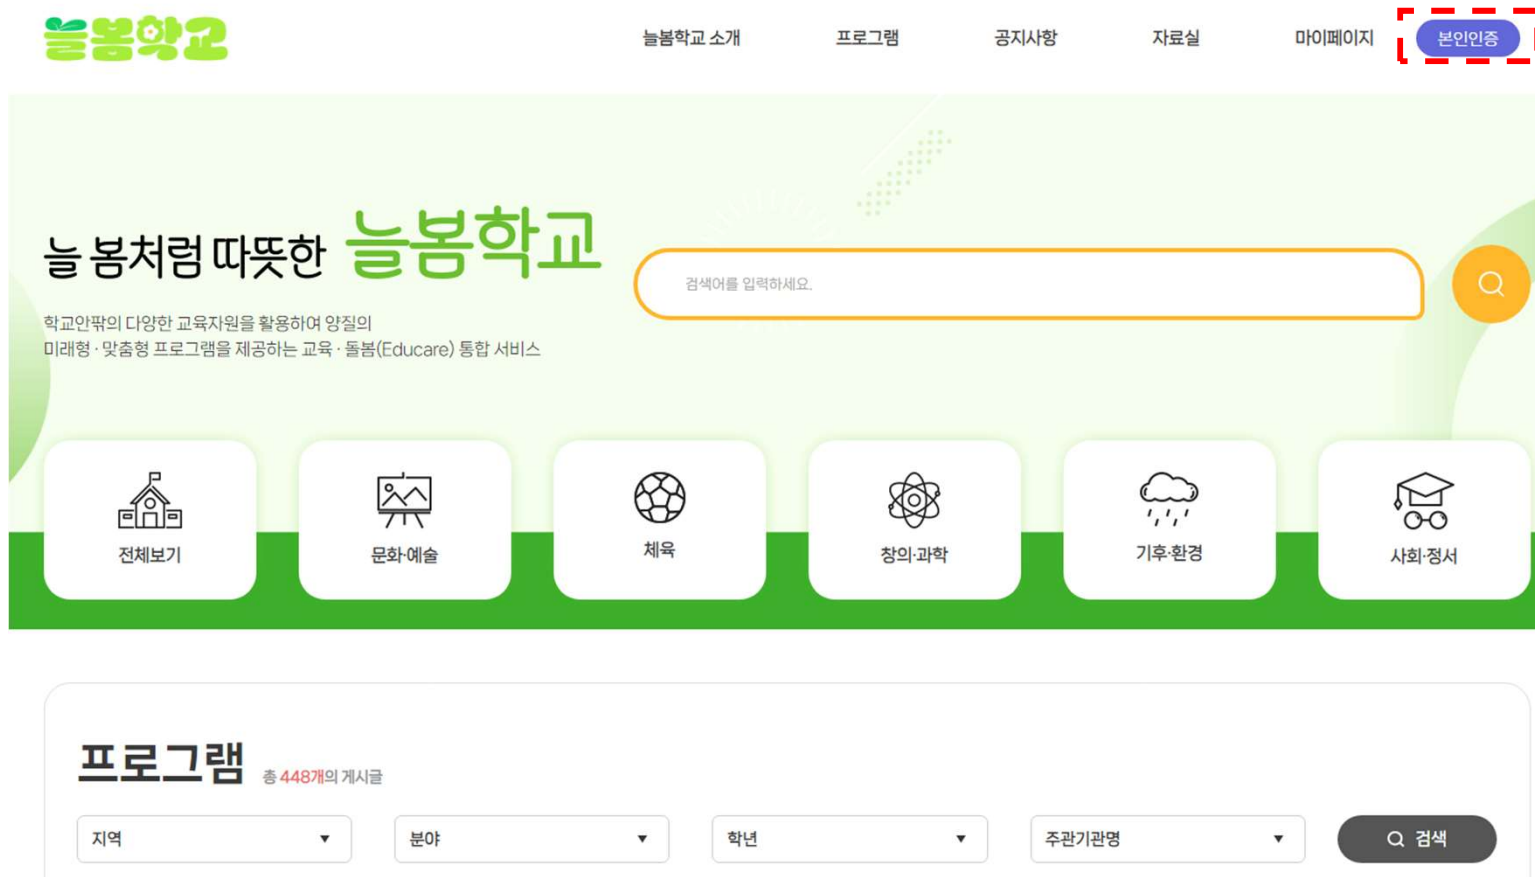 늘봄학교
늘봄학교 소개 프로그램 공지사항 자료실 마이페이지 본인인증
늘 봄처럼 따뜻한 늘봄학교
검색어를 입력하세요.
학교안팎의 다양한 교육자원을 활용하여 양질의
미래형 · 맞춤형 프로그램을 제공하는 교육 · 돌봄(Educare) 통합 서비스
전체보기 문화·예술 체육 창의·과학 기후·환경 사회·정서
프로그램 총 448개의 게시글
지역 분야 학년 주관기관명 검색